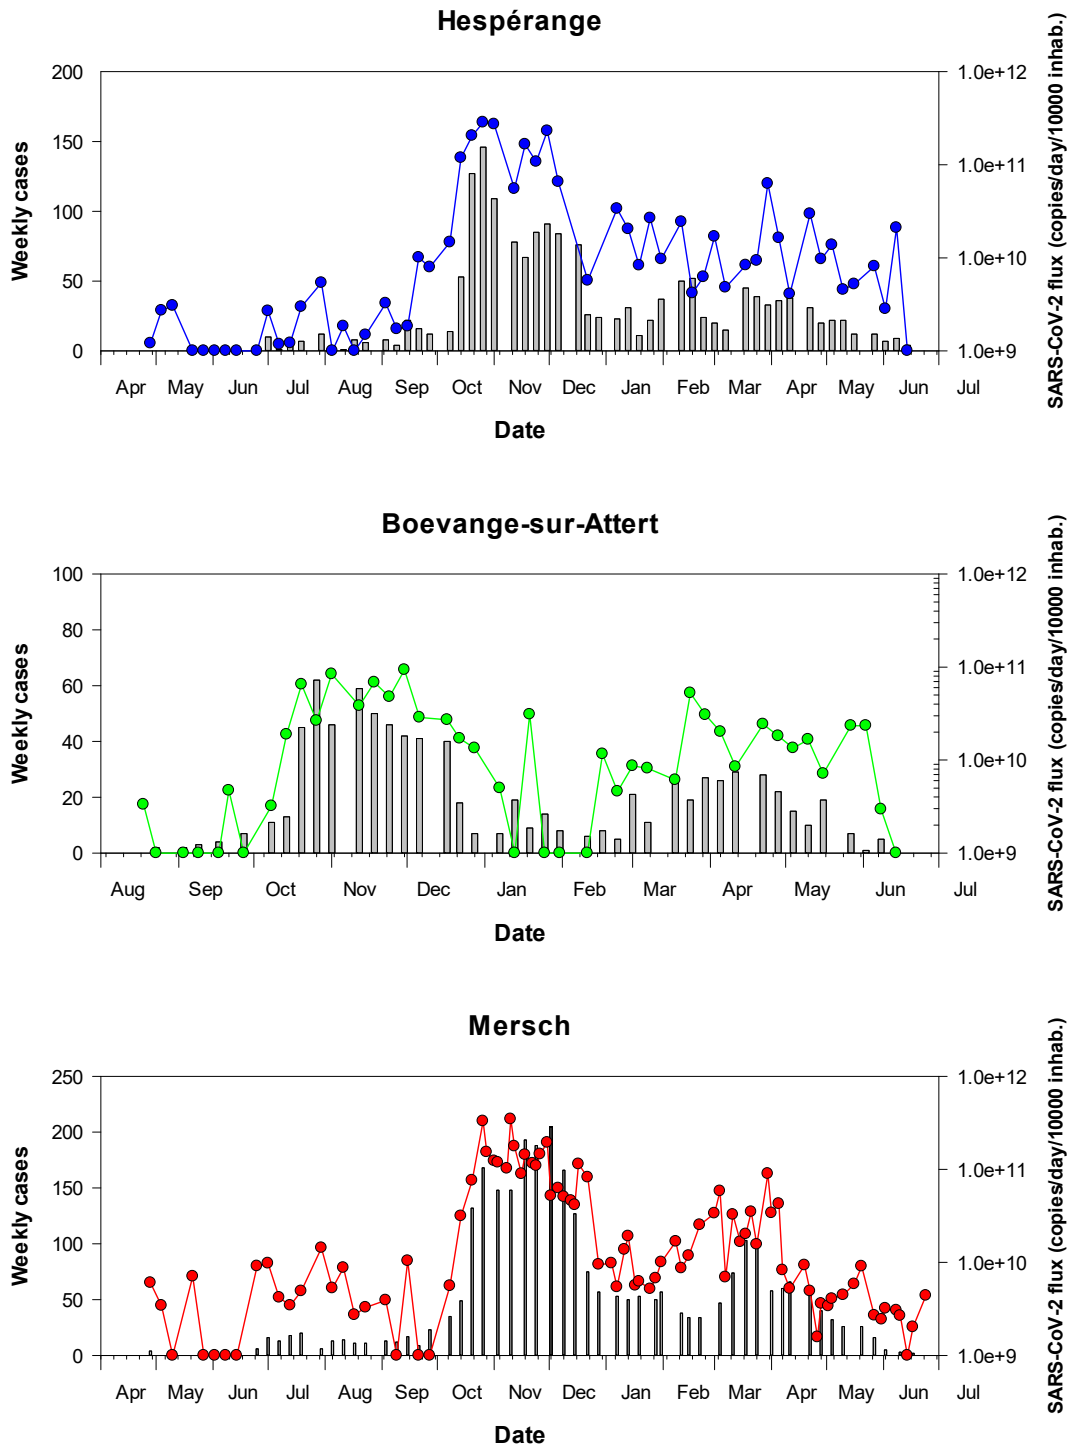 Hespérange
200
150
100
50
0
Weekly cases
1.0e+12
1.0e+11
1.0e+10
1.0e+9
SARS-CoV-2 flux (copies/day/10000 inhab.)
Apr May Jun Jul Aug Sep Oct Nov Dec Jan Feb Mar Apr May Jun Jul
Date
Boevange-sur-Attert
100
80
60
40
20
0
Weekly cases
1.0e+12
1.0e+11
1.0e+10
1.0e+9
SARS-CoV-2 flux (copies/day/10000 inhab.)
Aug Sep Oct Nov Dec Jan Feb Mar Apr May Jun Jul
Date
Mersch
250
200
150
100
50
0
Weekly cases
1.0e+12
1.0e+11
1.0e+10
1.0e+9
SARS-CoV-2 flux (copies/day/10000 inhab.)
Apr May Jun Jul Aug Sep Oct Nov Dec Jan Feb Mar Apr May Jun Jul
Date